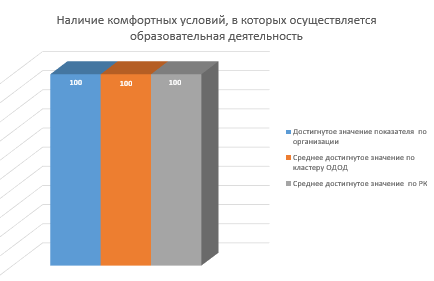 Наличие комфортных условий, в которых осуществляется
образовательная деятельность
100
100
100
Достигнутое значение показателя по
организации
Среднее достигнутое значение по
кластеру ОДОД
Среднее достигнутое значение по РК